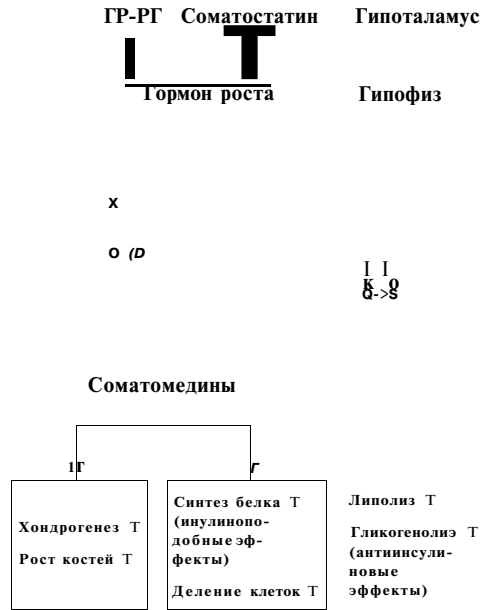 ГР-РГ Соматостатин Гипоталамус
Гормон роста Гипофиз
X
O (D
I I
К О
Q->S
Соматомедины
1Г Г
Хондрогенез Т
Рост костей Т
Синтез белка Т
(инулинопо-
добные эф-
фекты)
Деление клеток Т
Липолиз Т
Гликогенолиэ Т
(антиинсули-
новые
эффекты)